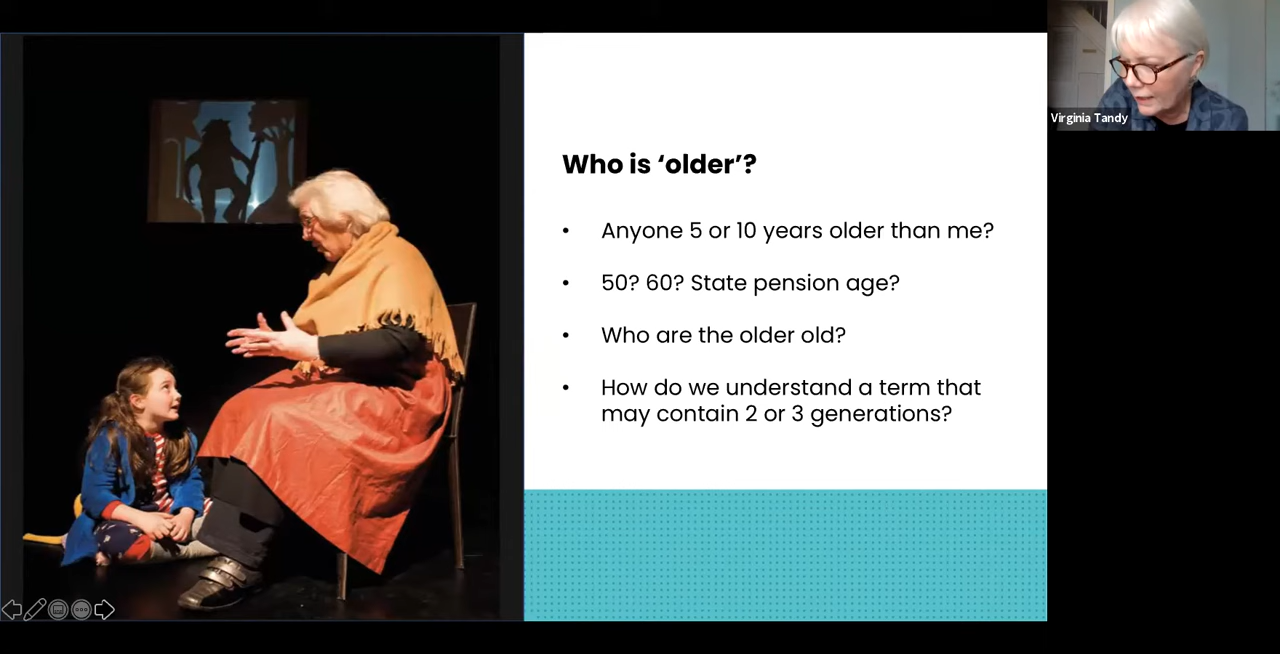 Virginia Tandy
Who is ‘older’?
• Anyone 5 or 10 years older than me?
• 50? 60? State pension age?
• Who are the older old?
• How do we understand a term that
may contain 2 or 3 generations?